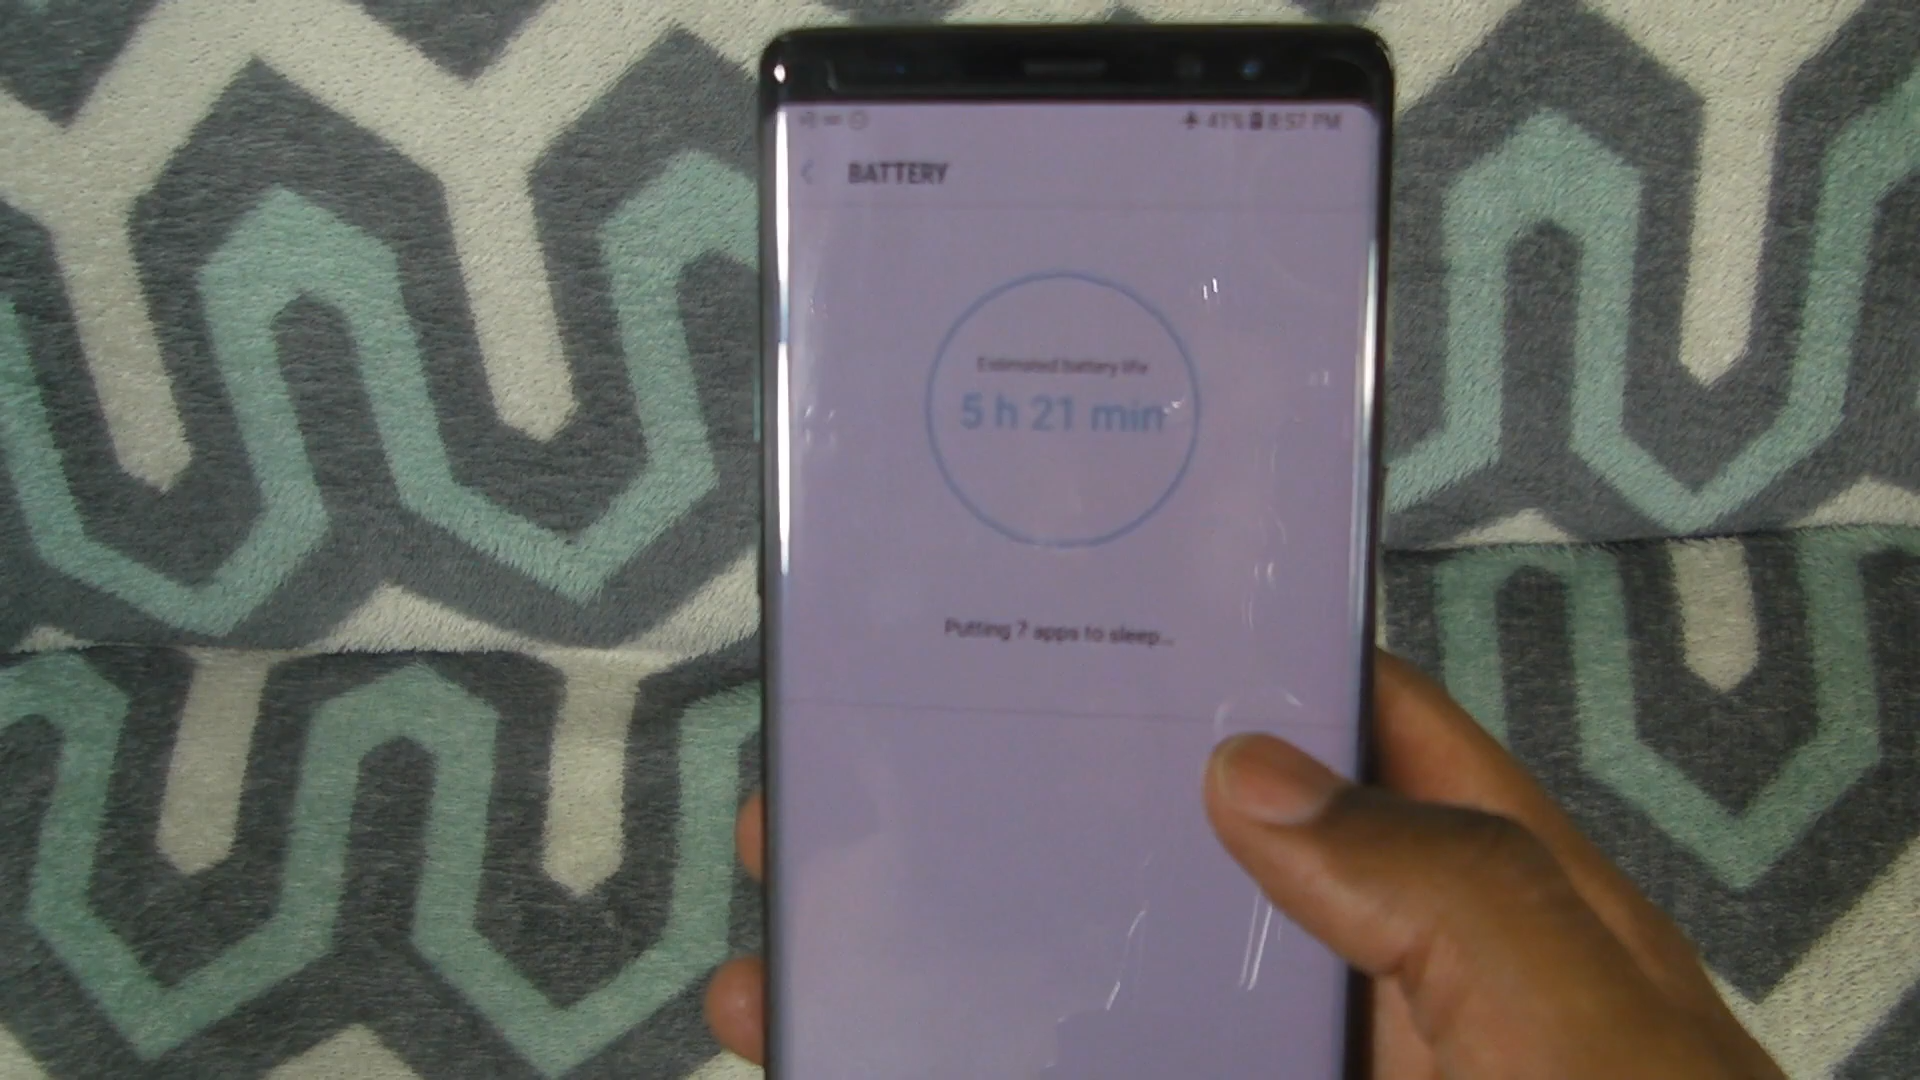 41% 8:57 PM
BATTERY
Estimated battery life
5 h 21 min
Putting 7 apps to sleep...